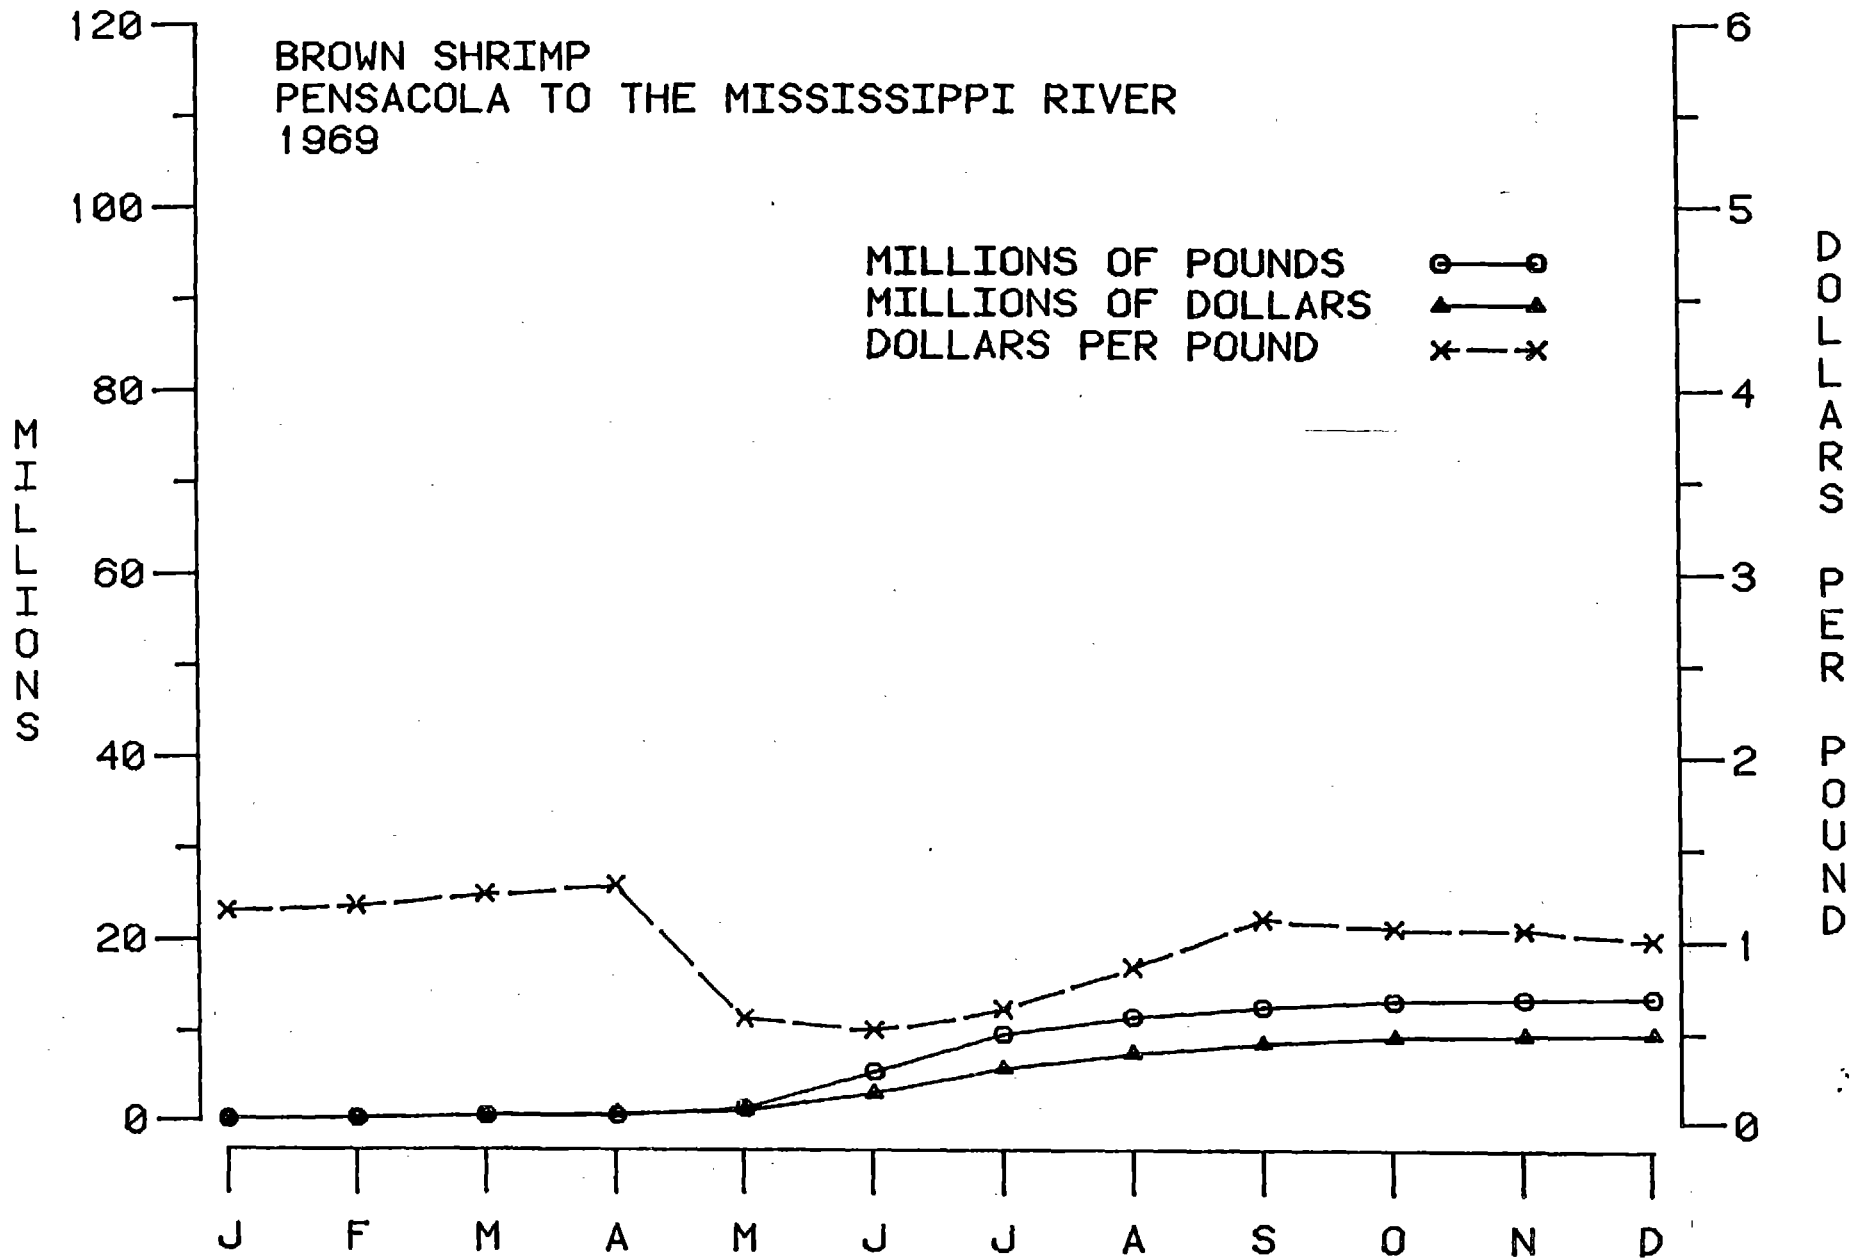 BROWN SHRIMP
PENSACOLA TO THE MISSISSIPPI RIVER
1969
MILLIONS OF POUNDS
MILLIONS OF DOLLARS
DOLLARS PER POUND
MILLIONS
120
100
80
60
40
20
0
6
5
4
3
2
1
0
DOLLARS PER POUND
J F M A M J J A S O N D